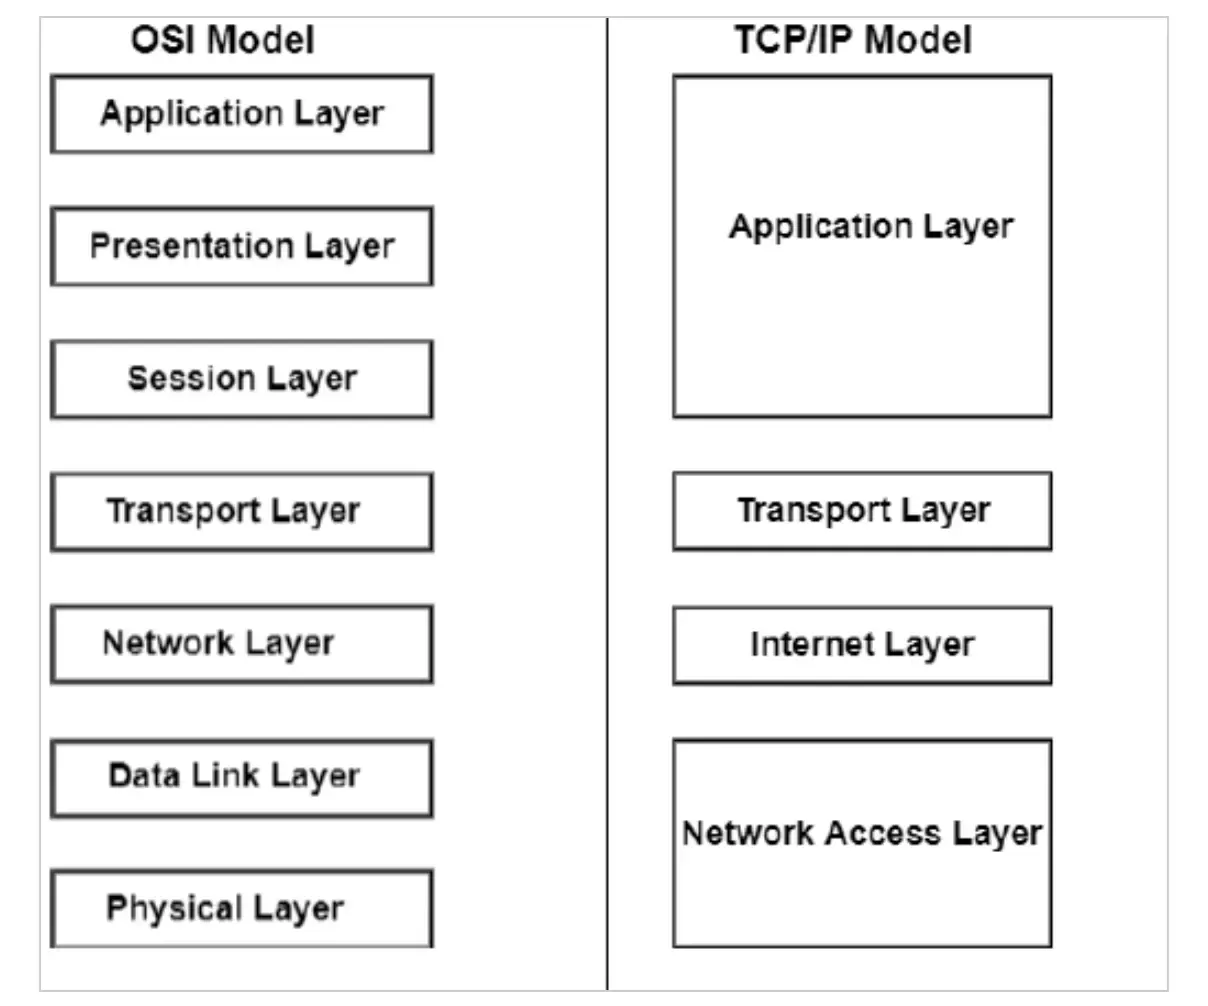 OSI Model
Application Layer
Presentation Layer
Session Layer
Transport Layer
Network Layer
Data Link Layer
Physical Layer
TCP/IP Model
Application Layer
Transport Layer
Internet Layer
Network Access Layer